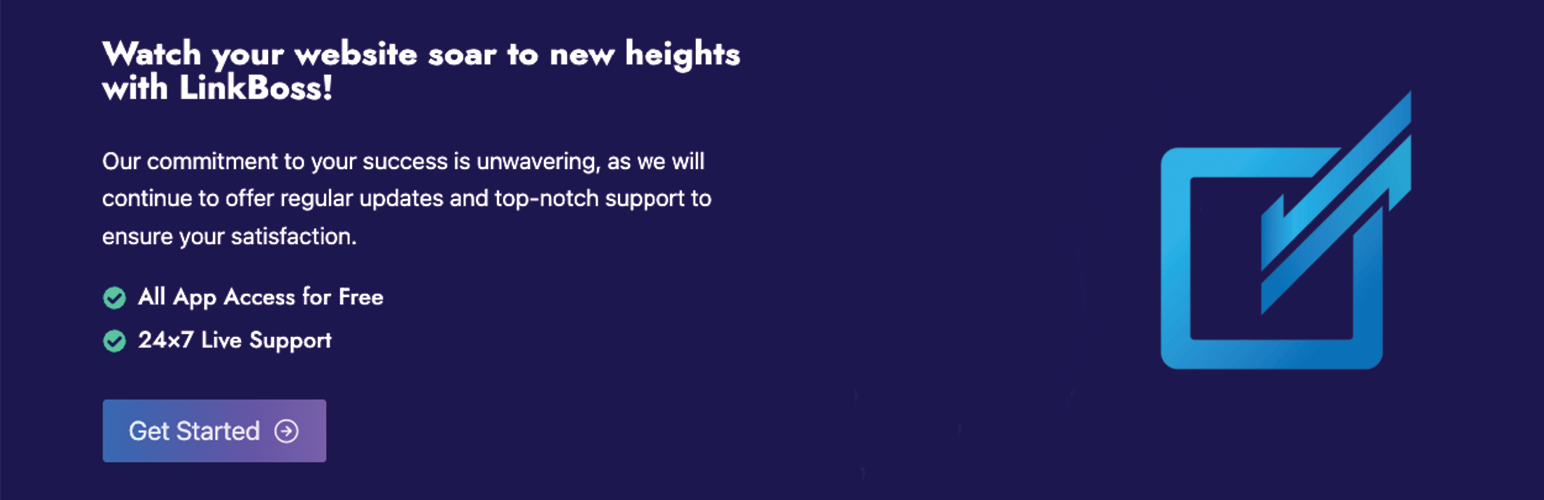 Watch your website soar to new heights
with LinkBoss!
Our commitment to your success is unwavering, as we will
continue to offer regular updates and top-notch support to
ensure your satisfaction.
All App Access for Free
24×7 Live Support
Get Started